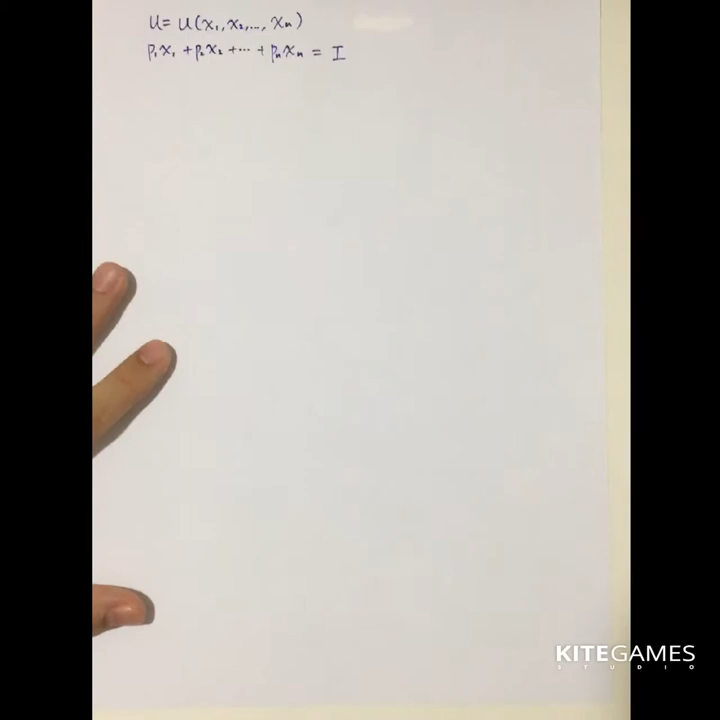 U = U(x₁, x₂, ..., xₙ)
p₁x₁ + p₂x₂ + ··· + pₙxₙ = I
KITEGAMES
STUDIO